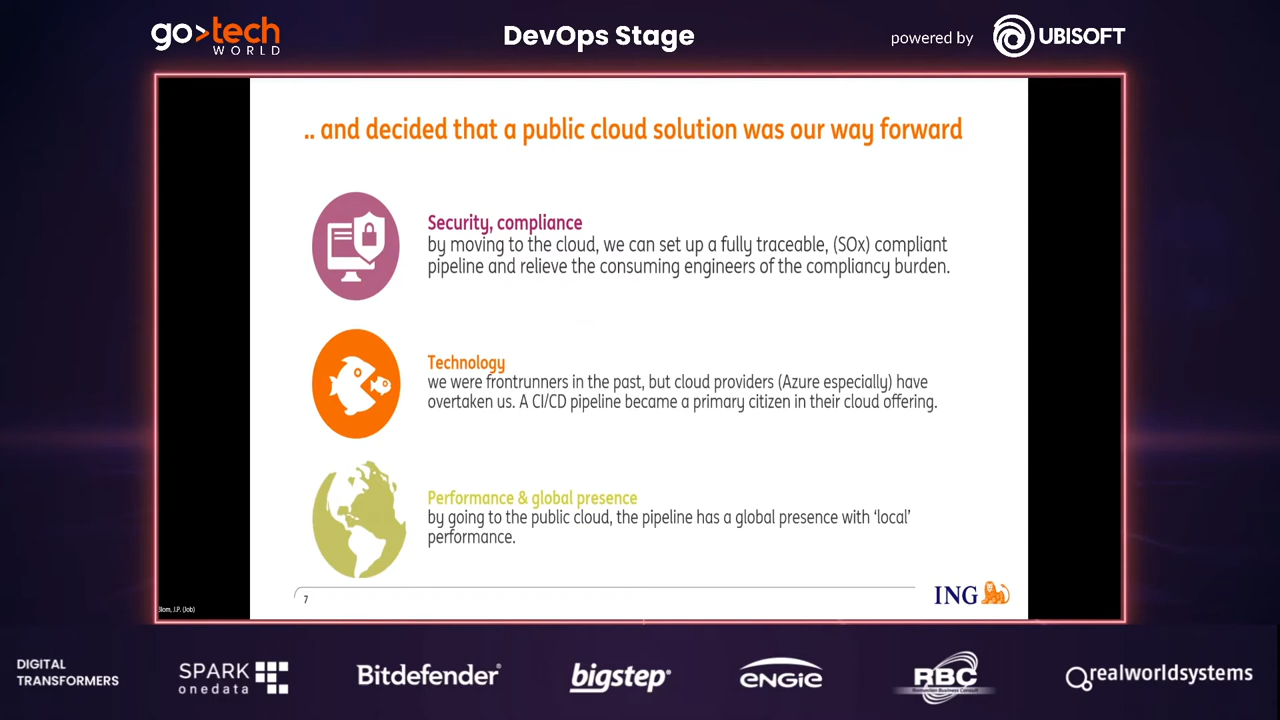 go>tech
WORLD
DevOps Stage
powered by
UBISOFT
.. and decided that a public cloud solution was our way forward
Security, compliance
by moving to the cloud, we can set up a fully traceable, (SOx) compliant
pipeline and relieve the consuming engineers of the compliancy burden.
Technology
we were frontrunners in the past, but cloud providers (Azure especially) have
overtaken us. A CI/CD pipeline became a primary citizen in their cloud offering.
Performance & global presence
by going to the public cloud, the pipeline has a global presence with ‘local’
performance.
7
ING
Blom, J.P. (Job)
DIGITAL
TRANSFORMERS
SPARK
onedata
Bitdefender®
bigstep®
ENGIE
RBC
Romanian Business Consult
realworldsystems